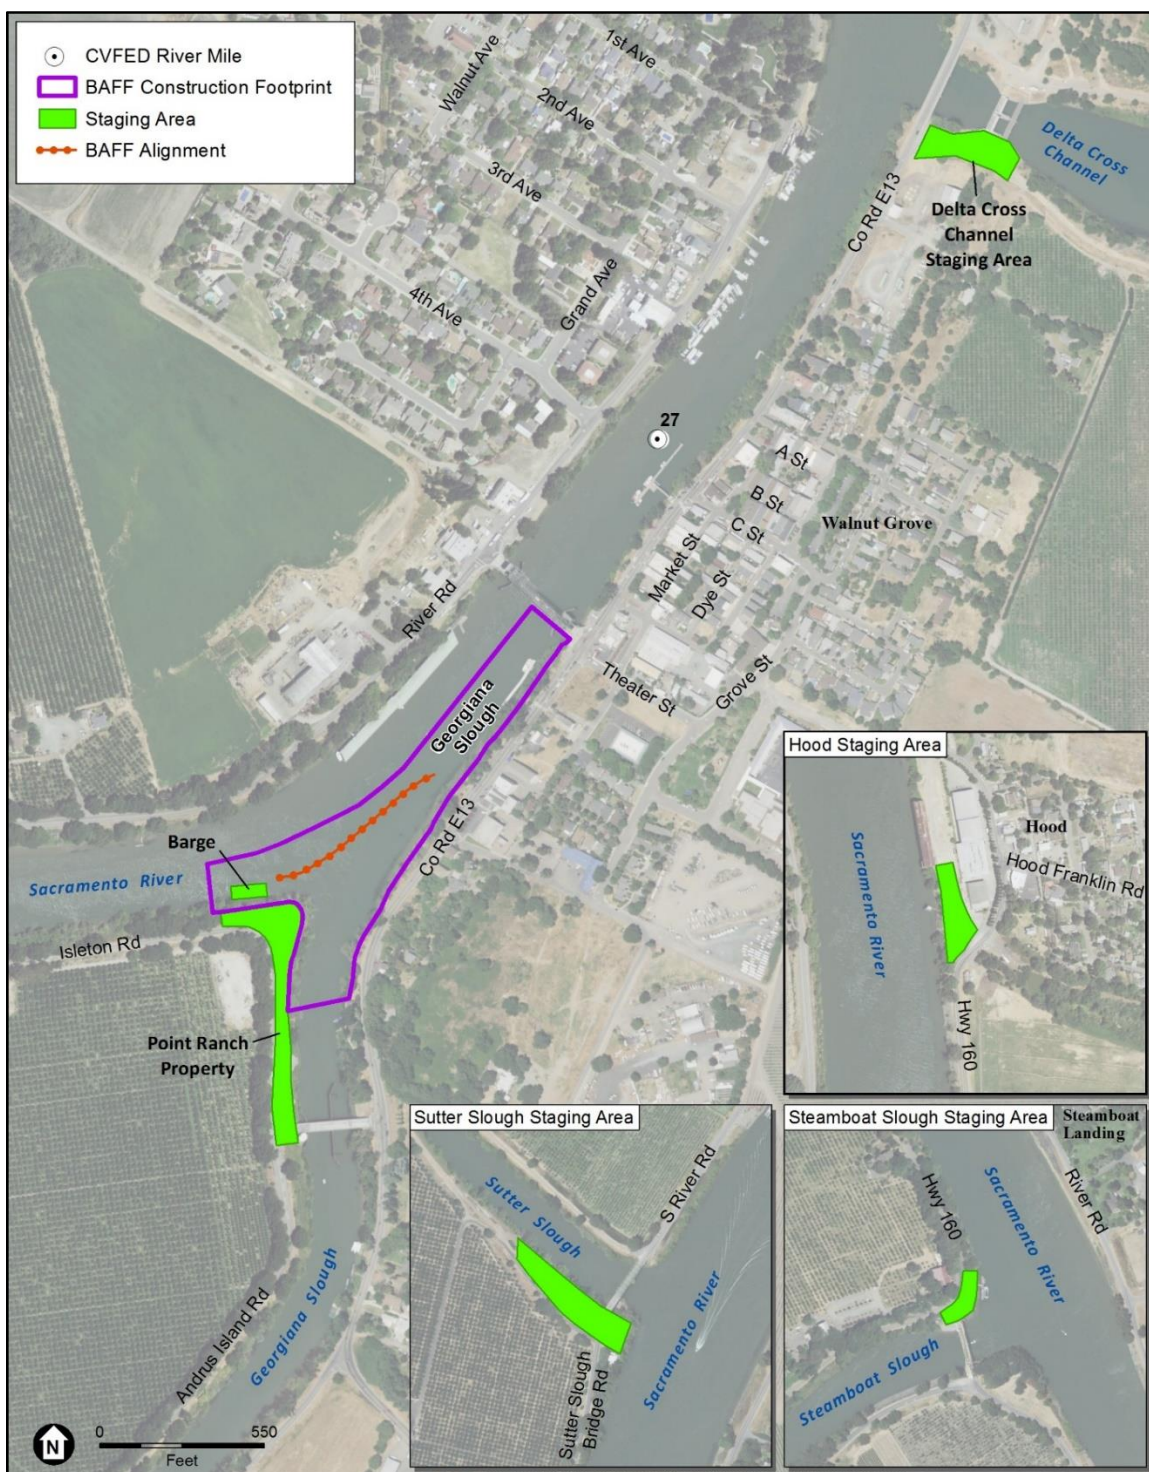 CVFED River Mile
BAFF Construction Footprint
Staging Area
BAFF Alignment
Walnut Ave
1st Ave
2nd Ave
3rd Ave
4th Ave
Grand Ave
Co Rd E13
Delta Cross
Channel
Delta Cross
Channel
Staging Area
27
A St
B St
C St
Walnut Grove
Market St
Dye St
River Rd
Theater St
Grove St
Georgiana
Slough
Co Rd E13
Barge
Sacramento River
Isleton Rd
Point Ranch
Property
Andrus Island Rd
Georgiana Slough
Hood Staging Area
Sacramento River
Hood
Hood Franklin Rd
Hwy 160
Sutter Slough Staging Area
Sutter Slough
S River Rd
Sacramento River
Sutter Slough
Bridge Rd
Steamboat Slough Staging Area
Steamboat
Landing
Hwy 160
Sacramento River
River Rd
Steamboat Slough
N
0
550
Feet